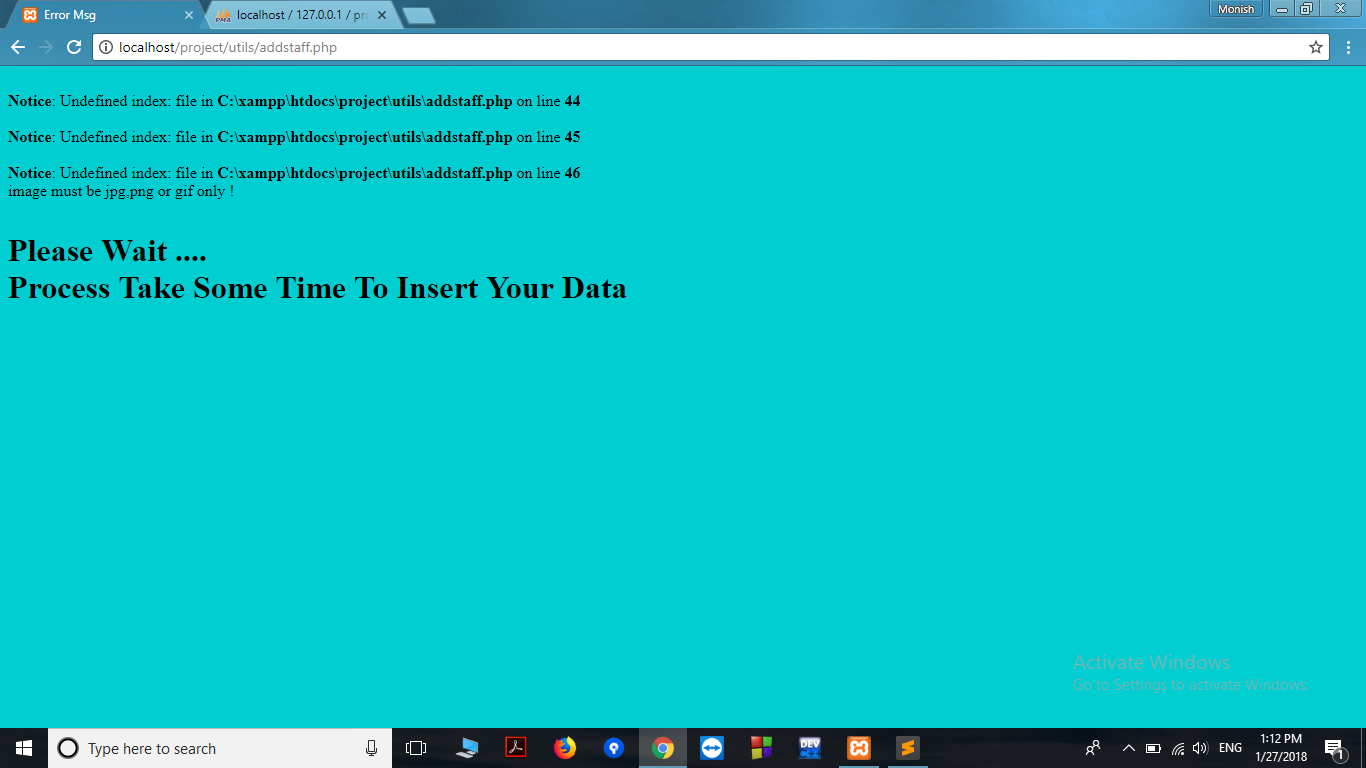 Error Msg
localhost / 127.0.0.1 / pro
Monish
localhost/project/utils/addstaff.php
Notice: Undefined index: file in C:\xampp\htdocs\project\utils\addstaff.php on line 44
Notice: Undefined index: file in C:\xampp\htdocs\project\utils\addstaff.php on line 45
Notice: Undefined index: file in C:\xampp\htdocs\project\utils\addstaff.php on line 46
image must be jpg,png or gif only !
Please Wait ....
Process Take Some Time To Insert Your Data
Activate Windows
Go to Settings to activate Windows.
Type here to search
DEV
ENG
1:12 PM
1/27/2018
1